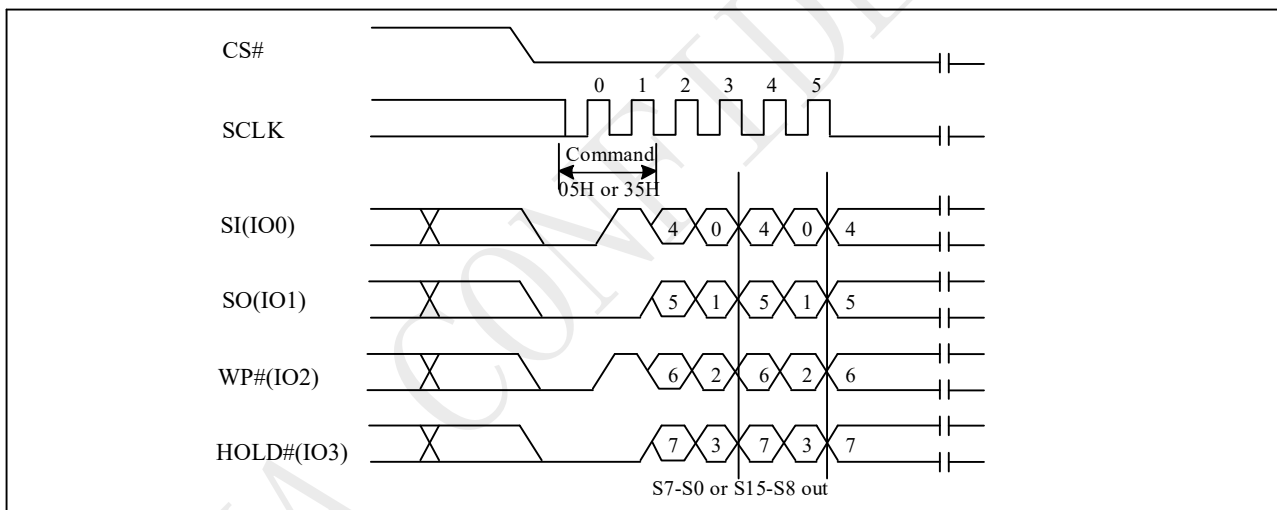 CS#
0 1 2 3 4 5
SCLK
Command
05H or 35H
SI(IO0) 4 0 4 0 4
SO(IO1) 5 1 5 1 5
WP#(IO2) 6 2 6 2 6
HOLD#(IO3) 7 3 7 3 7
S7-S0 or S15-S8 out